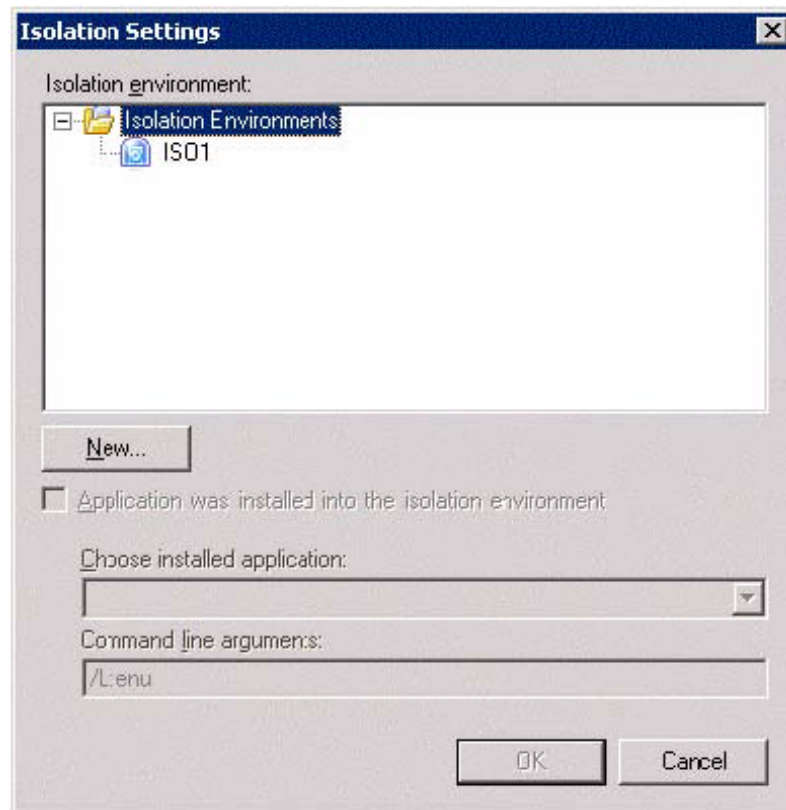 Isolation Settings
Isolation environment:
Isolation Environments
ISO1
New...
Application was installed into the isolation environment
Choose installed application:
Command line arguments:
/L:enu
OK
Cancel